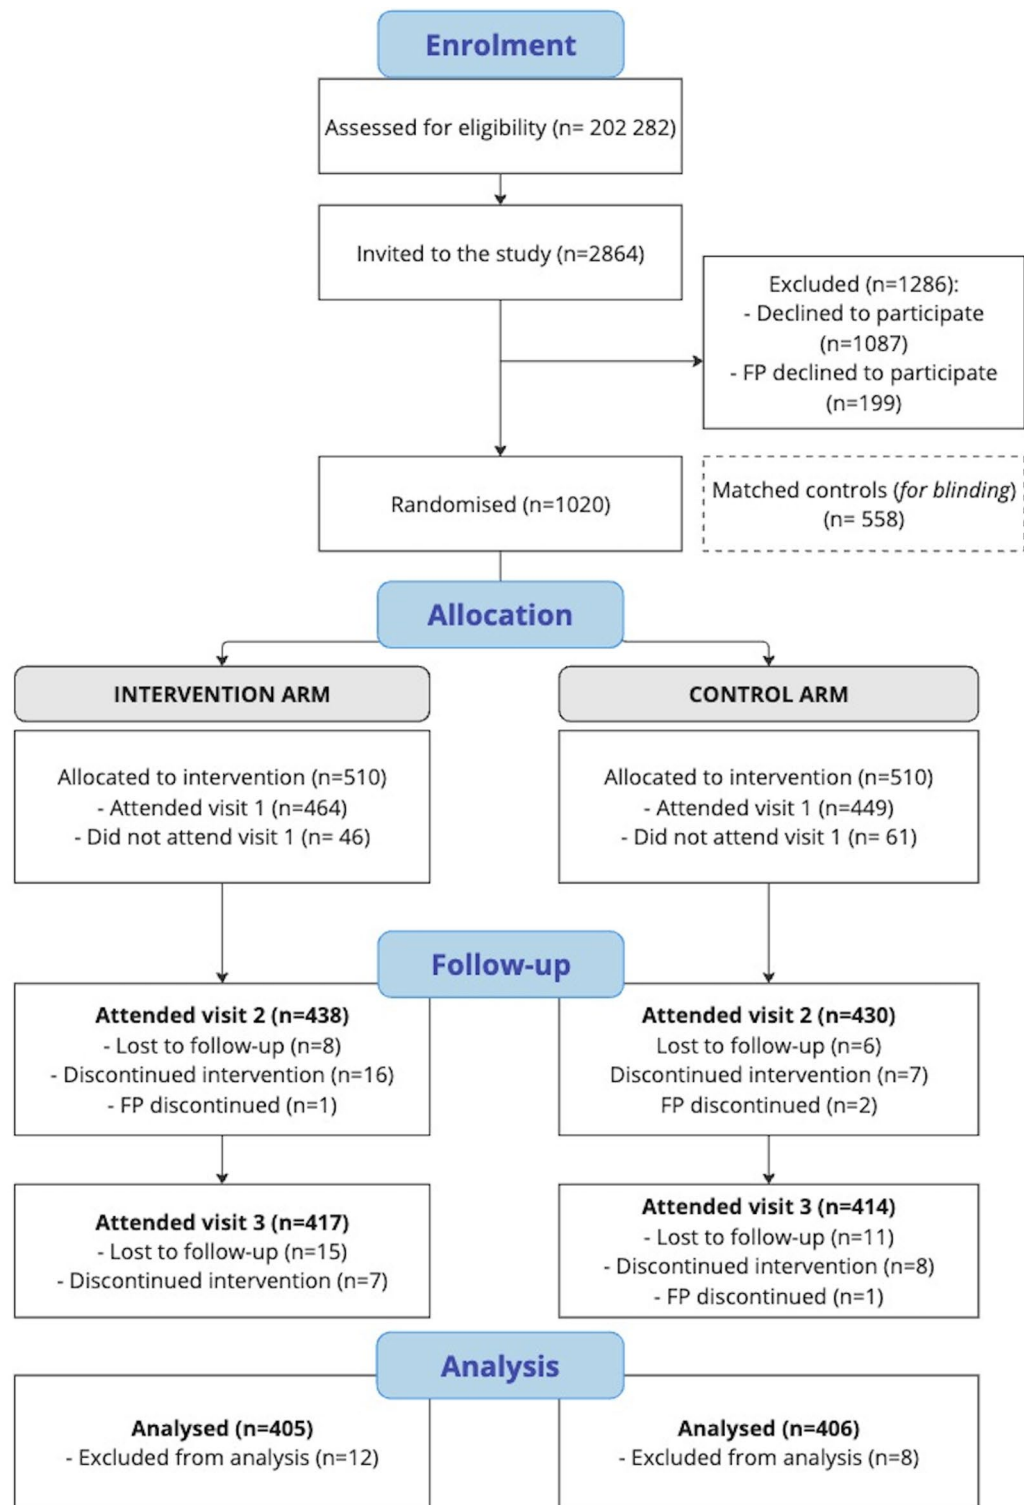 Enrolment
Assessed for eligibility (n= 202 282)
Invited to the study (n=2864)
Excluded (n=1286):
- Declined to participate
(n=1087)
- FP declined to participate
(n=199)
Randomised (n=1020)
Matched controls (for blinding)
(n= 558)
Allocation
INTERVENTION ARM
Allocated to intervention (n=510)
- Attended visit 1 (n=464)
- Did not attend visit 1 (n= 46)
CONTROL ARM
Allocated to intervention (n=510)
- Attended visit 1 (n=449)
- Did not attend visit 1 (n= 61)
Follow-up
Attended visit 2 (n=438)
- Lost to follow-up (n=8)
- Discontinued intervention (n=16)
- FP discontinued (n=1)
Attended visit 2 (n=430)
Lost to follow-up (n=6)
Discontinued intervention (n=7)
FP discontinued (n=2)
Attended visit 3 (n=417)
- Lost to follow-up (n=15)
- Discontinued intervention (n=7)
Attended visit 3 (n=414)
- Lost to follow-up (n=11)
- Discontinued intervention (n=8)
- FP discontinued (n=1)
Analysis
Analysed (n=405)
- Excluded from analysis (n=12)
Analysed (n=406)
- Excluded from analysis (n=8)